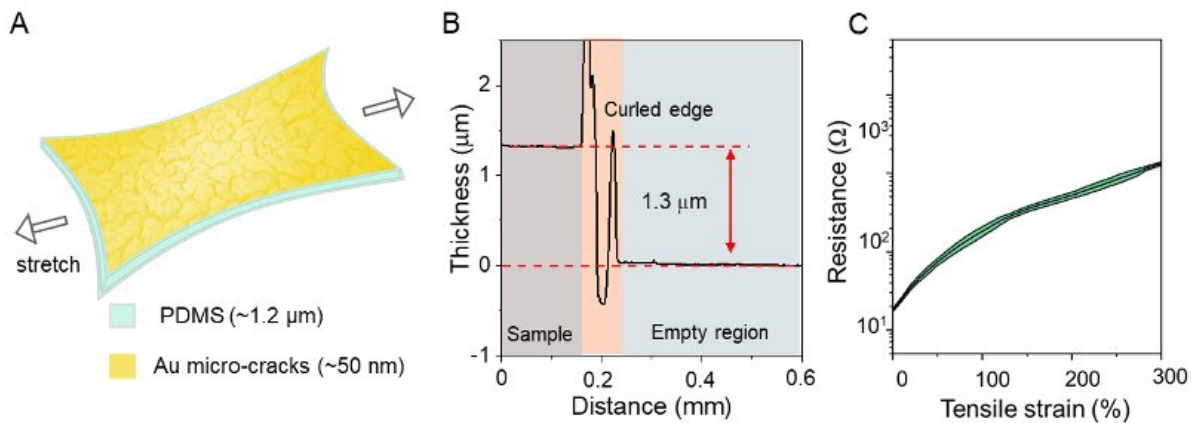 A
stretch
PDMS (~1.2 µm)
Au micro-cracks (~50 nm)
B
Thickness (µm)
2
1
0
-1
Curled edge
1.3 µm
Sample
Empty region
0
0.2
0.4
0.6
Distance (mm)
C
Resistance (Ω)
10³
10²
10¹
0
100
200
300
Tensile strain (%)